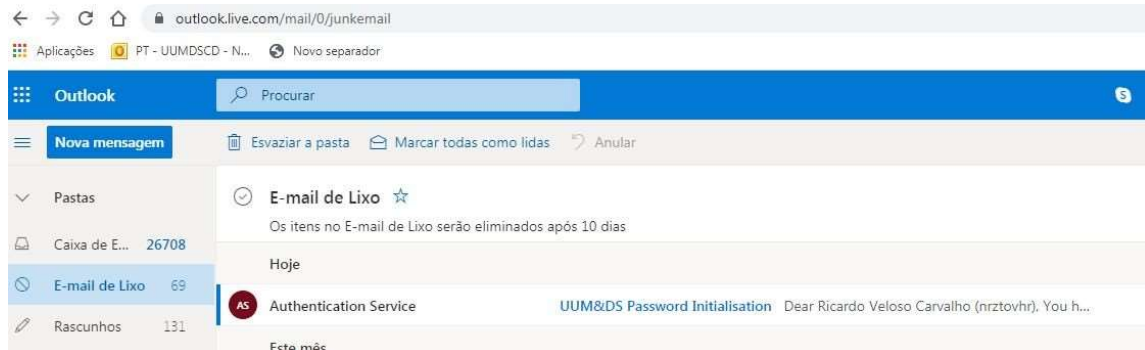 outlook.live.com/mail/0/junkemail
Aplicações PT - UUMDSCD - N... Novo separador
Outlook Procurar
Nova mensagem Esvaziar a pasta Marcar todas como lidas Anular
Pastas E-mail de Lixo
Os itens no E-mail de Lixo serão eliminados após 10 dias
Caixa de E... 26708
Hoje
E-mail de Lixo 69
AS Authentication Service UUM&DS Password Initialisation Dear Ricardo Veloso Carvalho (nrztovhr), You h...
Rascunhos 131
Este mês